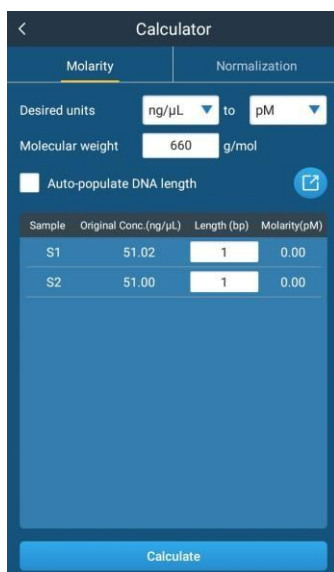 Calculator
Molarity Normalization
Desired units ng/µL to pM
Molecular weight 660 g/mol
Auto-populate DNA length
Sample Original Conc.(ng/µL) Length (bp) Molarity(pM)
S1 51.02 1 0.00
S2 51.00 1 0.00
Calculate